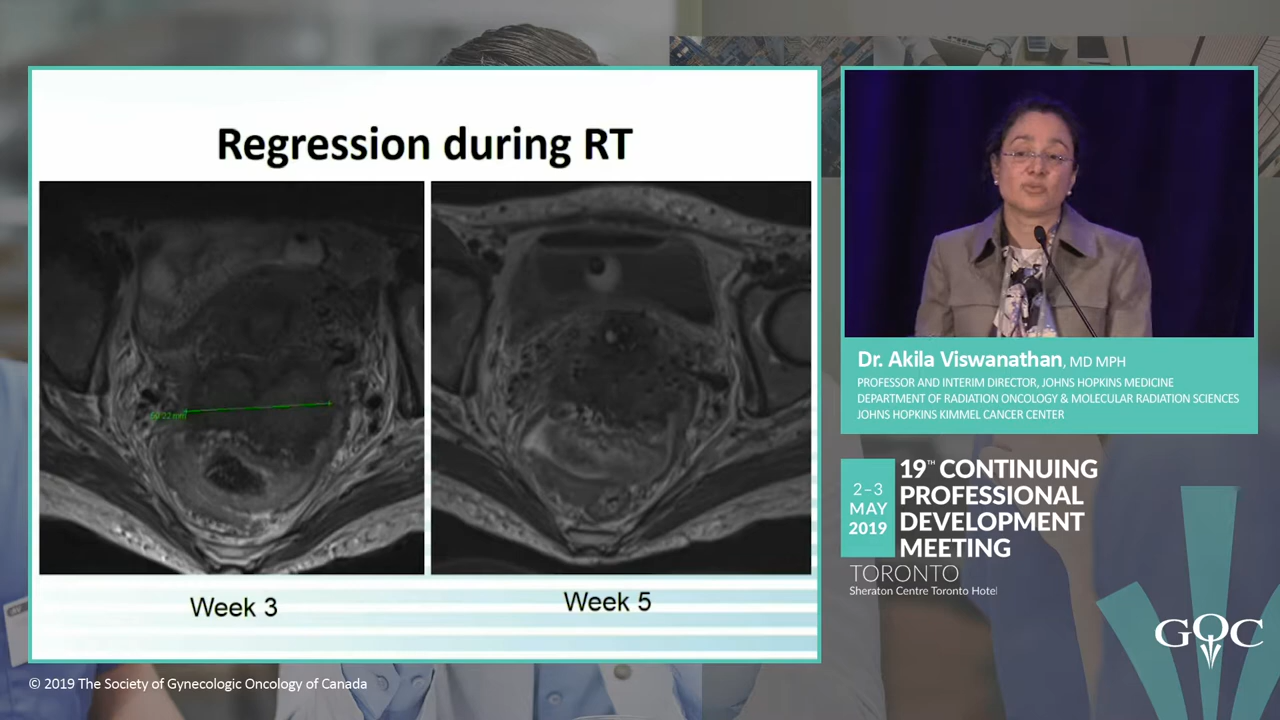 Regression during RT
Week 3
Week 5
Dr. Akila Viswanathan, MD MPH
PROFESSOR AND INTERIM DIRECTOR, JOHNS HOPKINS MEDICINE
DEPARTMENT OF RADIATION ONCOLOGY & MOLECULAR RADIATION SCIENCES
JOHNS HOPKINS KIMMEL CANCER CENTER
2–3
MAY
2019
19TH CONTINUING
PROFESSIONAL
DEVELOPMENT
MEETING
TORONTO
Sheraton Centre Toronto Hotel
GOC
© 2019 The Society of Gynecologic Oncology of Canada